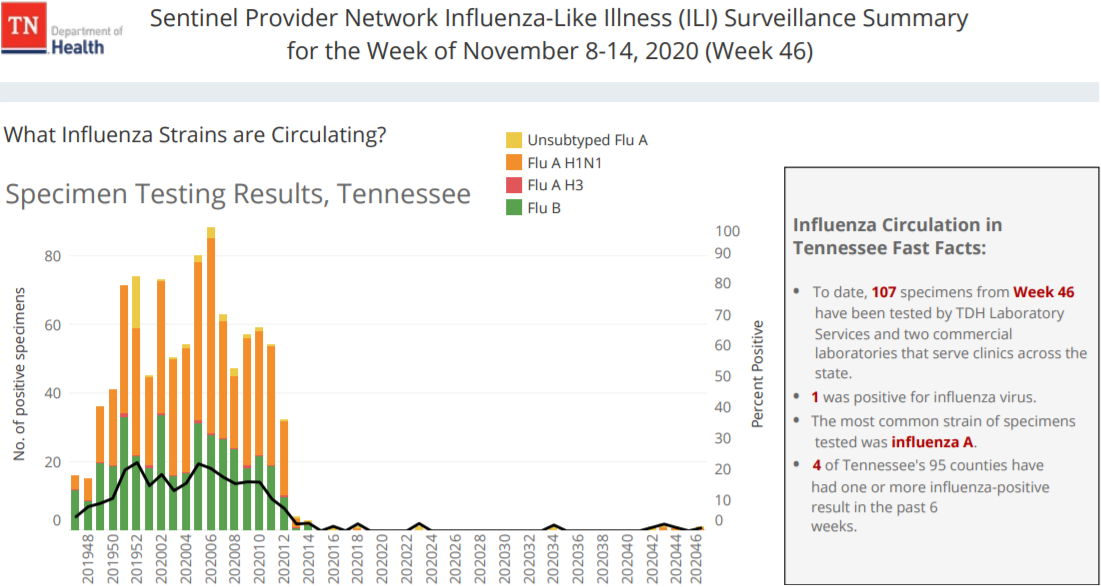 TN
Department of
Health
Sentinel Provider Network Influenza-Like Illness (ILI) Surveillance Summary
for the Week of November 8-14, 2020 (Week 46)
What Influenza Strains are Circulating?
Unsubtyped Flu A
Flu A H1N1
Flu A H3
Flu B
Specimen Testing Results, Tennessee
No. of positive specimens
80
60
40
20
0
100
90
80
70
60
50
40
30
20
10
0
Percent Positive
201948
201950
201952
202002
202004
202006
202008
202010
202012
202014
202016
202018
202020
202022
202024
202026
202028
202030
202032
202034
202036
202038
202040
202042
202044
202046
Influenza Circulation in
Tennessee Fast Facts:
• To date, 107 specimens from Week 46
have been tested by TDH Laboratory
Services and two commercial
laboratories that serve clinics across the
state.
• 1 was positive for influenza virus.
• The most common strain of specimens
tested was influenza A.
• 4 of Tennessee's 95 counties have
had one or more influenza-positive
result in the past 6
weeks.